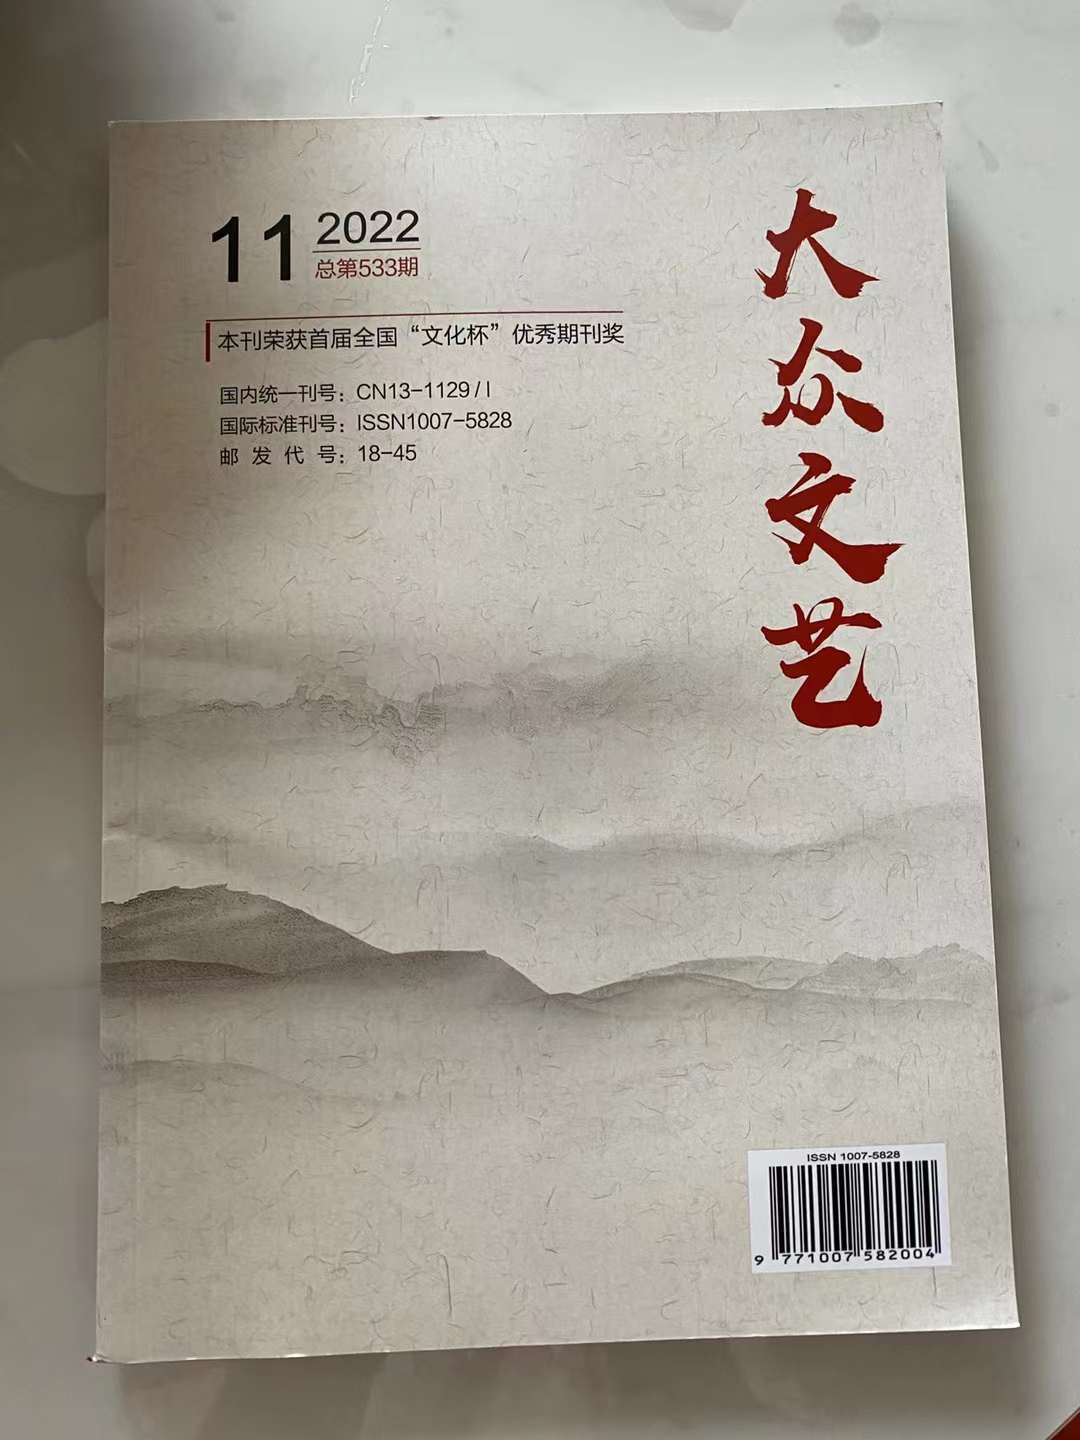 11 2022
总第533期
本刊荣获首届全国“文化杯”优秀期刊奖
国内统一刊号：CN13-1129/I
国际标准刊号：ISSN1007-5828
邮发代号：18-45
大众文艺
ISSN 1007-5828
9 771007 582004